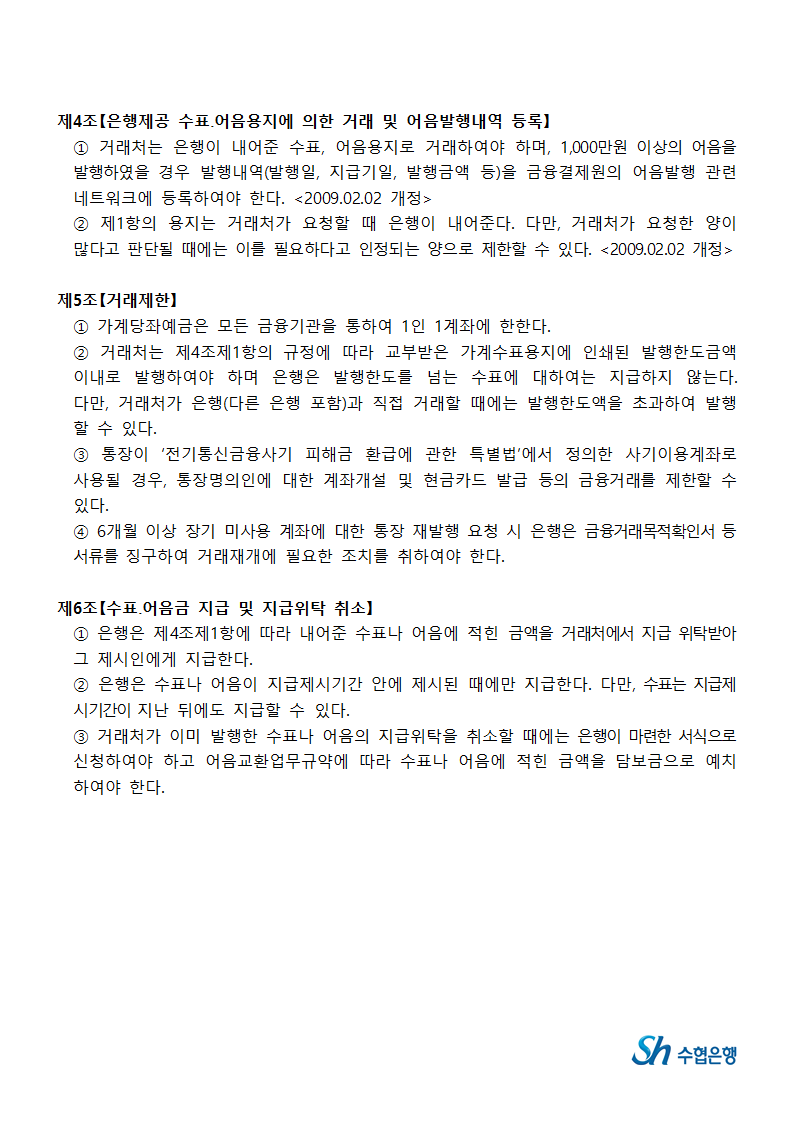 제4조【은행제공 수표.어음용지에 의한 거래 및 어음발행내역 등록】
① 거래처는 은행이 내어준 수표, 어음용지로 거래하여야 하며, 1,000만원 이상의 어음을
발행하였을 경우 발행내역(발행일, 지급기일, 발행금액 등)을 금융결제원의 어음발행 관련
네트워크에 등록하여야 한다. <2009.02.02 개정>
② 제1항의 용지는 거래처가 요청할 때 은행이 내어준다. 다만, 거래처가 요청한 양이
많다고 판단될 때에는 이를 필요하다고 인정되는 양으로 제한할 수 있다. <2009.02.02 개정>
제5조【거래제한】
① 가계당좌예금은 모든 금융기관을 통하여 1인 1계좌에 한한다.
② 거래처는 제4조제1항의 규정에 따라 교부받은 가계수표용지에 인쇄된 발행한도금액
이내로 발행하여야 하며 은행은 발행한도를 넘는 수표에 대하여는 지급하지 않는다.
다만, 거래처가 은행(다른 은행 포함)과 직접 거래할 때에는 발행한도액을 초과하여 발행
할 수 있다.
③ 통장이 ‘전기통신금융사기 피해금 환급에 관한 특별법’에서 정의한 사기이용계좌로
사용될 경우, 통장명의인에 대한 계좌개설 및 현금카드 발급 등의 금융거래를 제한할 수
있다.
④ 6개월 이상 장기 미사용 계좌에 대한 통장 재발행 요청 시 은행은 금융거래목적확인서 등
서류를 징구하여 거래재개에 필요한 조치를 취하여야 한다.
제6조【수표.어음금 지급 및 지급위탁 취소】
① 은행은 제4조제1항에 따라 내어준 수표나 어음에 적힌 금액을 거래처에서 지급 위탁받아
그 제시인에게 지급한다.
② 은행은 수표나 어음이 지급제시기간 안에 제시된 때에만 지급한다. 다만, 수표는 지급제
시기간이 지난 뒤에도 지급할 수 있다.
③ 거래처가 이미 발행한 수표나 어음의 지급위탁을 취소할 때에는 은행이 마련한 서식으로
신청하여야 하고 어음교환업무규약에 따라 수표나 어음에 적힌 금액을 담보금으로 예치
하여야 한다.
Sh 수협은행